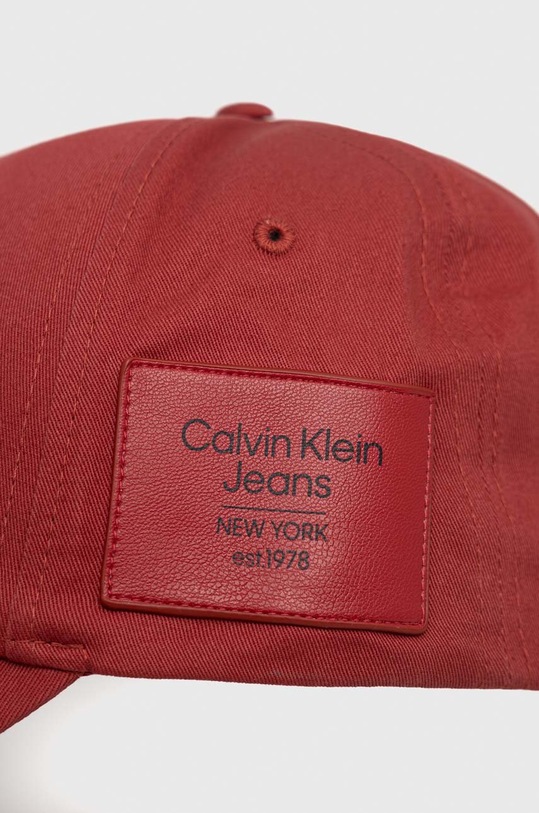 Calvin Klein
Jeans
NEW YORK
est 1978